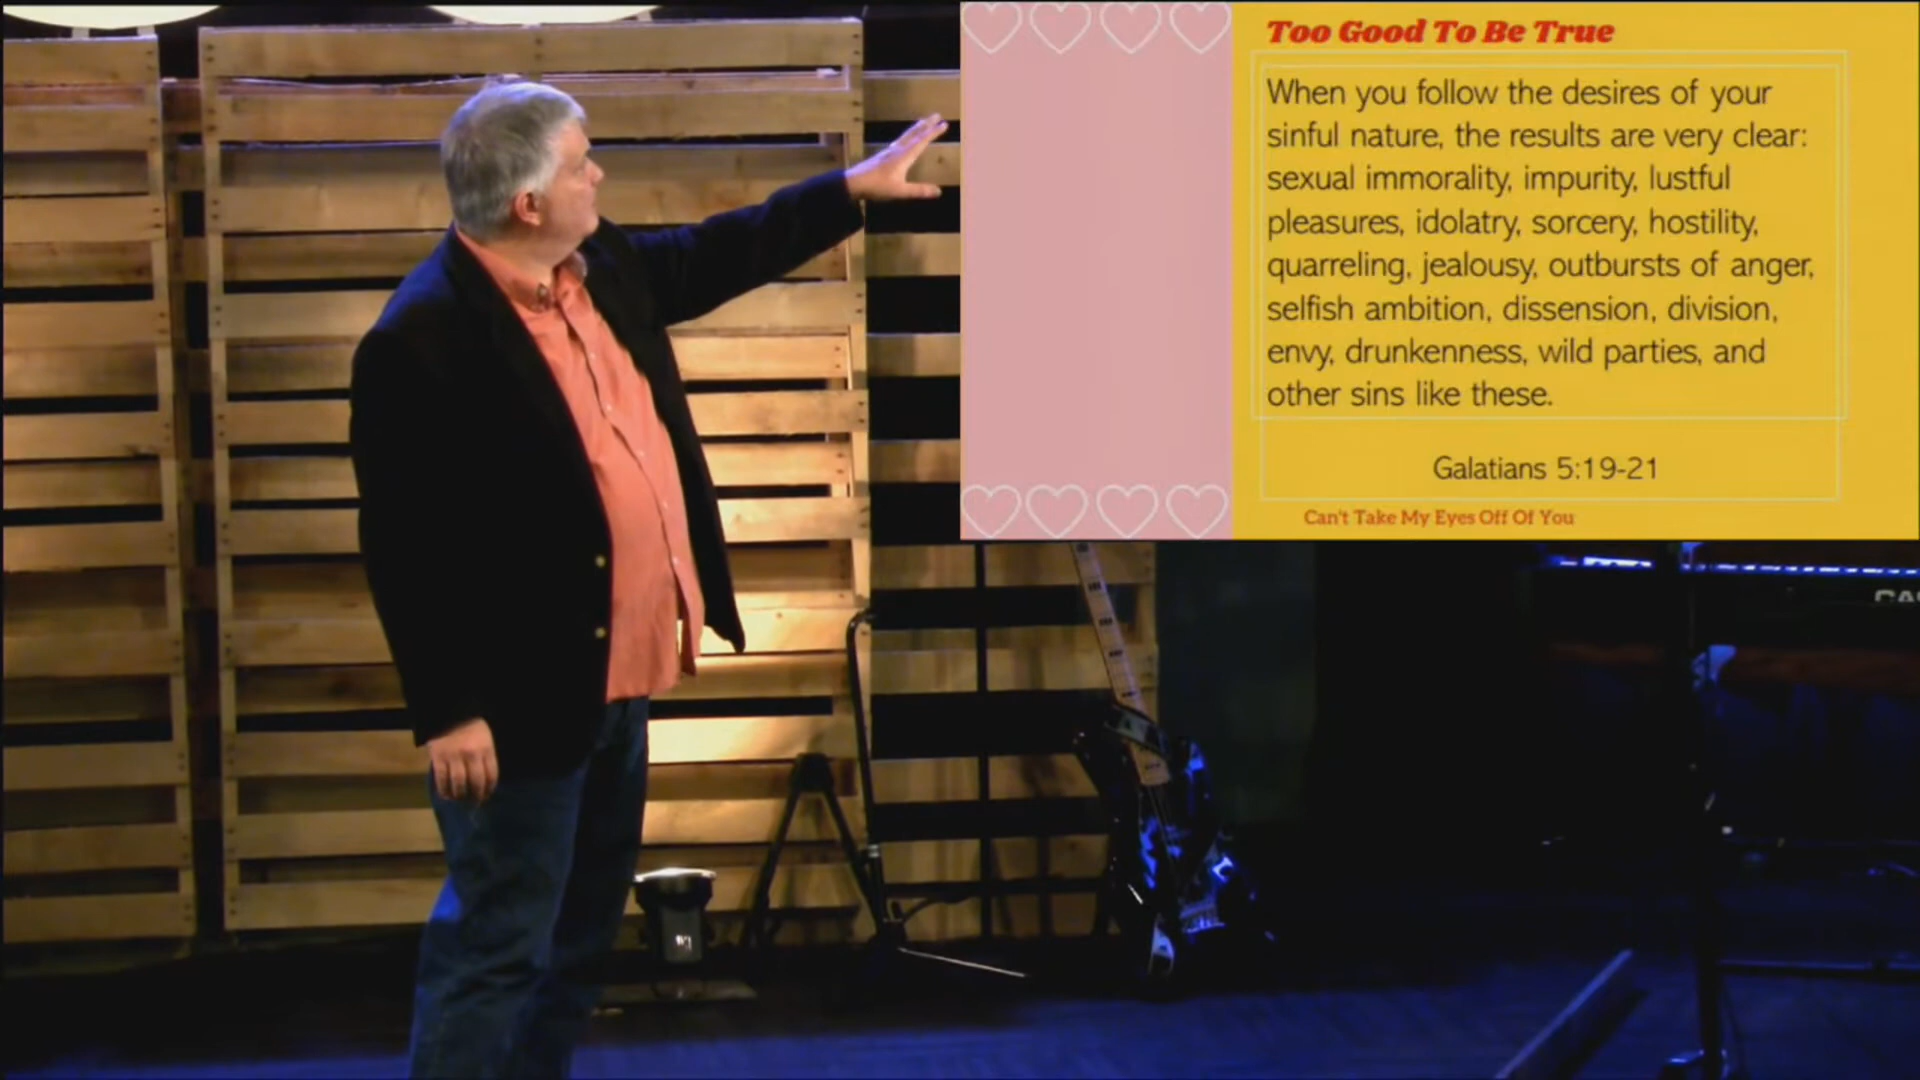 Too Good To Be True
When you follow the desires of your
sinful nature, the results are very clear:
sexual immorality, impurity, lustful
pleasures, idolatry, sorcery, hostility,
quarreling, jealousy, outbursts of anger,
selfish ambition, dissension, division,
envy, drunkenness, wild parties, and
other sins like these.
Galatians 5:19-21
Can't Take My Eyes Off Of You